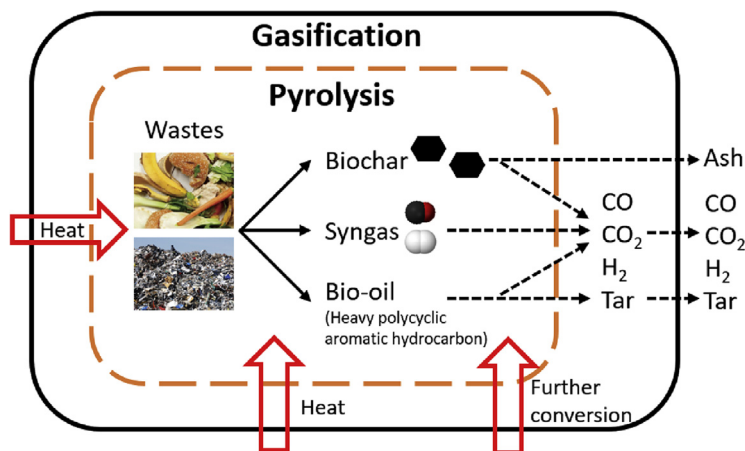 Gasification
Pyrolysis
Wastes
Biochar
Ash
CO
CO
Heat
Syngas
CO2
CO2
H2
H2
Bio-oil
Tar
Tar
(Heavy polycyclic
aromatic hydrocarbon)
Heat
Further
conversion